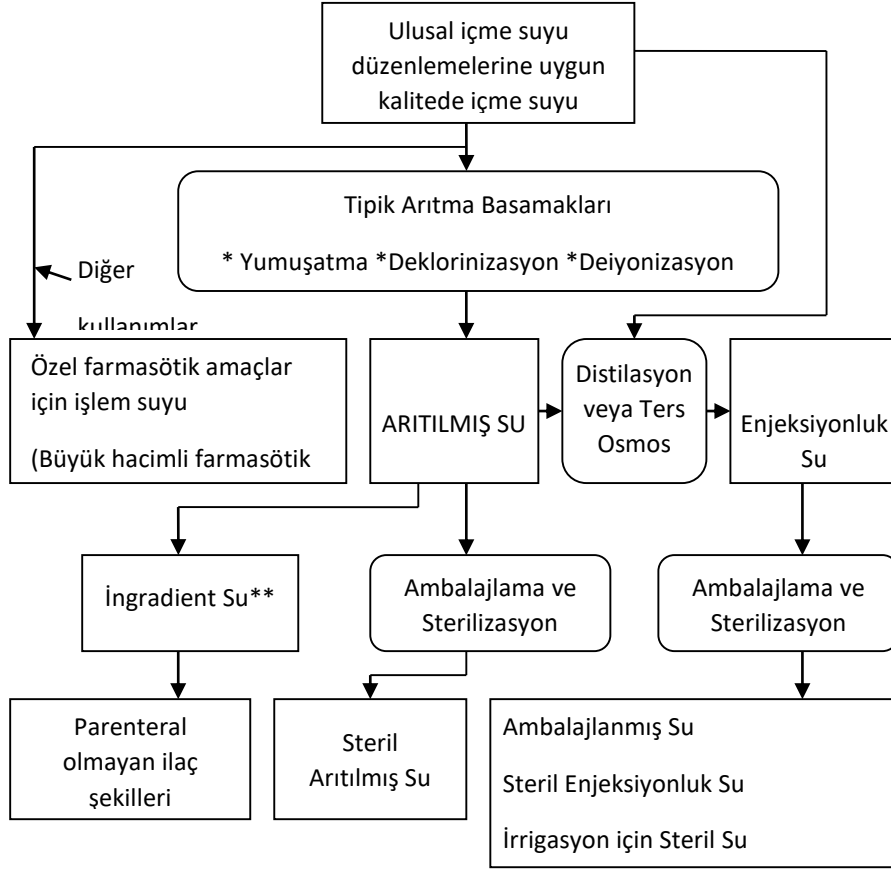 Ulusal içme suyu
düzenlemelerine uygun
kalitede içme suyu
Tipik Arıtma Basamakları
* Yumuşatma *Deklorinizasyon *Deiyonizasyon
Diğer
kullanımlar
Özel farmasötik amaçlar
için işlem suyu
(Büyük hacimli farmasötik
ARITILMIŞ SU
Distilasyon
veya Ters
Osmos
Enjeksiyonluk
Su
İngradient Su**
Ambalajlama ve
Sterilizasyon
Ambalajlama ve
Sterilizasyon
Parenteral
olmayan ilaç
şekilleri
Steril
Arıtılmış Su
Ambalajlanmış Su
Steril Enjeksiyonluk Su
İrrigasyon için Steril Su